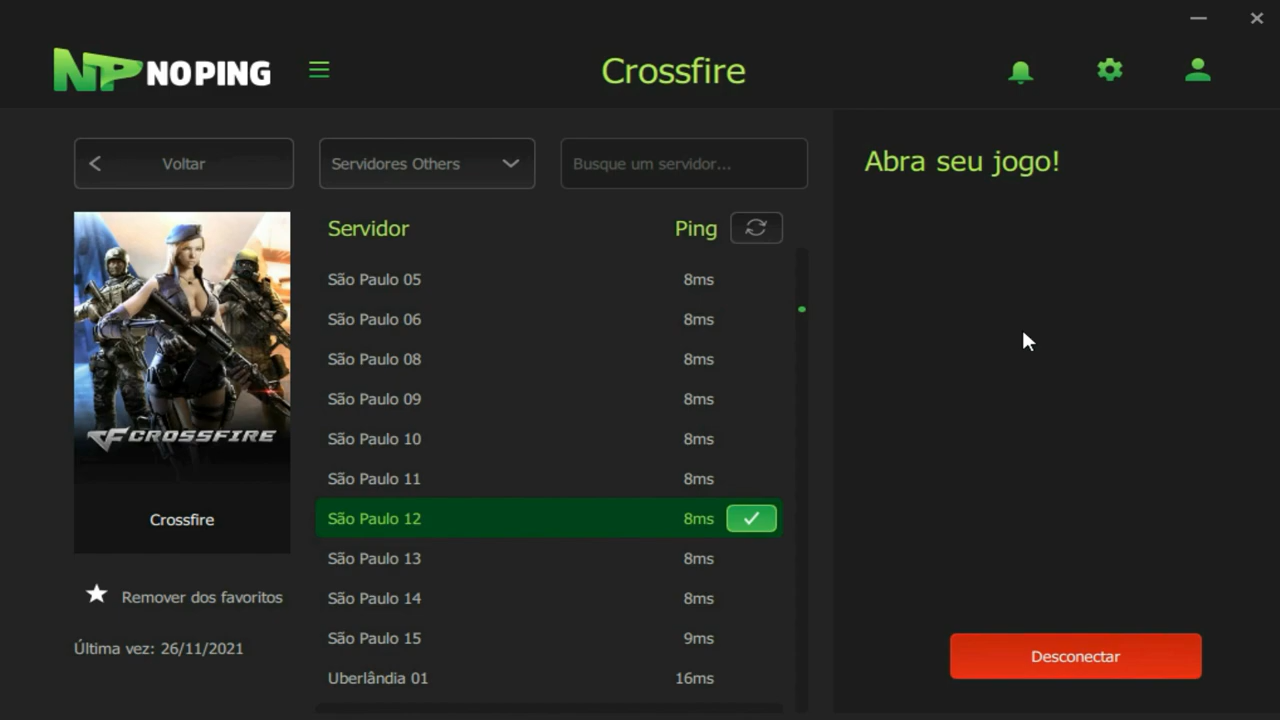 NP NOPING
Crossfire
Voltar
Servidores Others
Busque um servidor...
Abra seu jogo!
Servidor Ping
São Paulo 05 8ms
São Paulo 06 8ms
São Paulo 08 8ms
São Paulo 09 8ms
São Paulo 10 8ms
São Paulo 11 8ms
São Paulo 12 8ms
São Paulo 13 8ms
São Paulo 14 8ms
São Paulo 15 9ms
Uberlândia 01 16ms
CF CROSSFIRE
Crossfire
Remover dos favoritos
Última vez: 26/11/2021
Desconectar